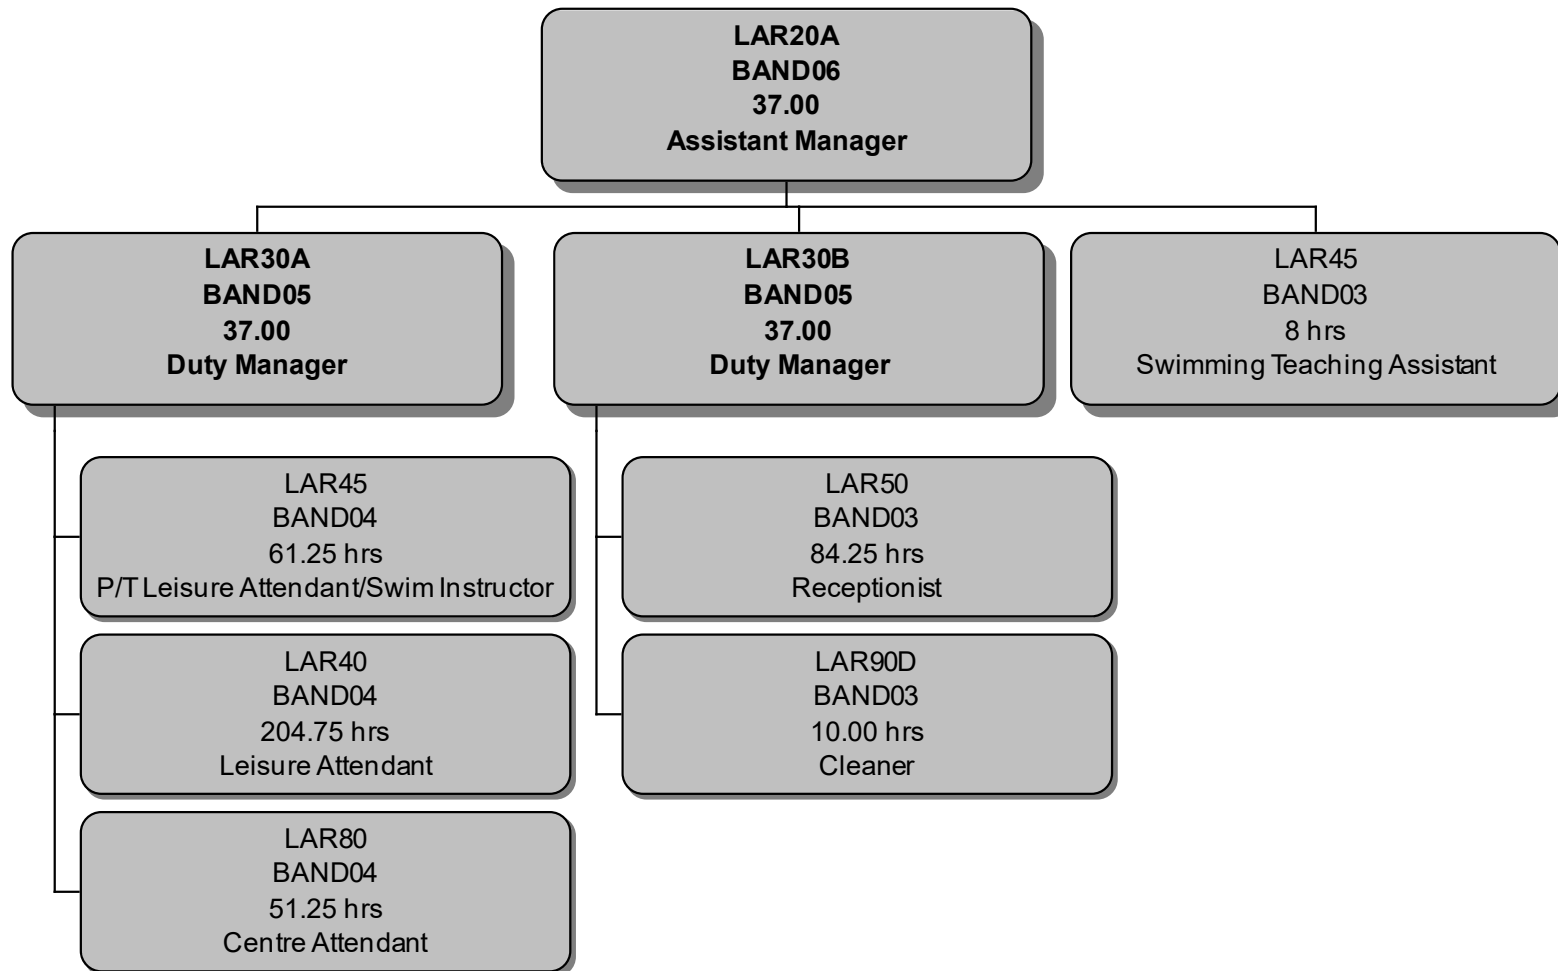 LAR20A
BAND06
37.00
Assistant Manager
LAR30A
BAND05
37.00
Duty Manager
LAR30B
BAND05
37.00
Duty Manager
LAR45
BAND03
8 hrs
Swimming Teaching Assistant
LAR45
BAND04
61.25 hrs
P/T Leisure Attendant/Swim Instructor
LAR40
BAND04
204.75 hrs
Leisure Attendant
LAR80
BAND04
51.25 hrs
Centre Attendant
LAR50
BAND03
84.25 hrs
Receptionist
LAR90D
BAND03
10.00 hrs
Cleaner